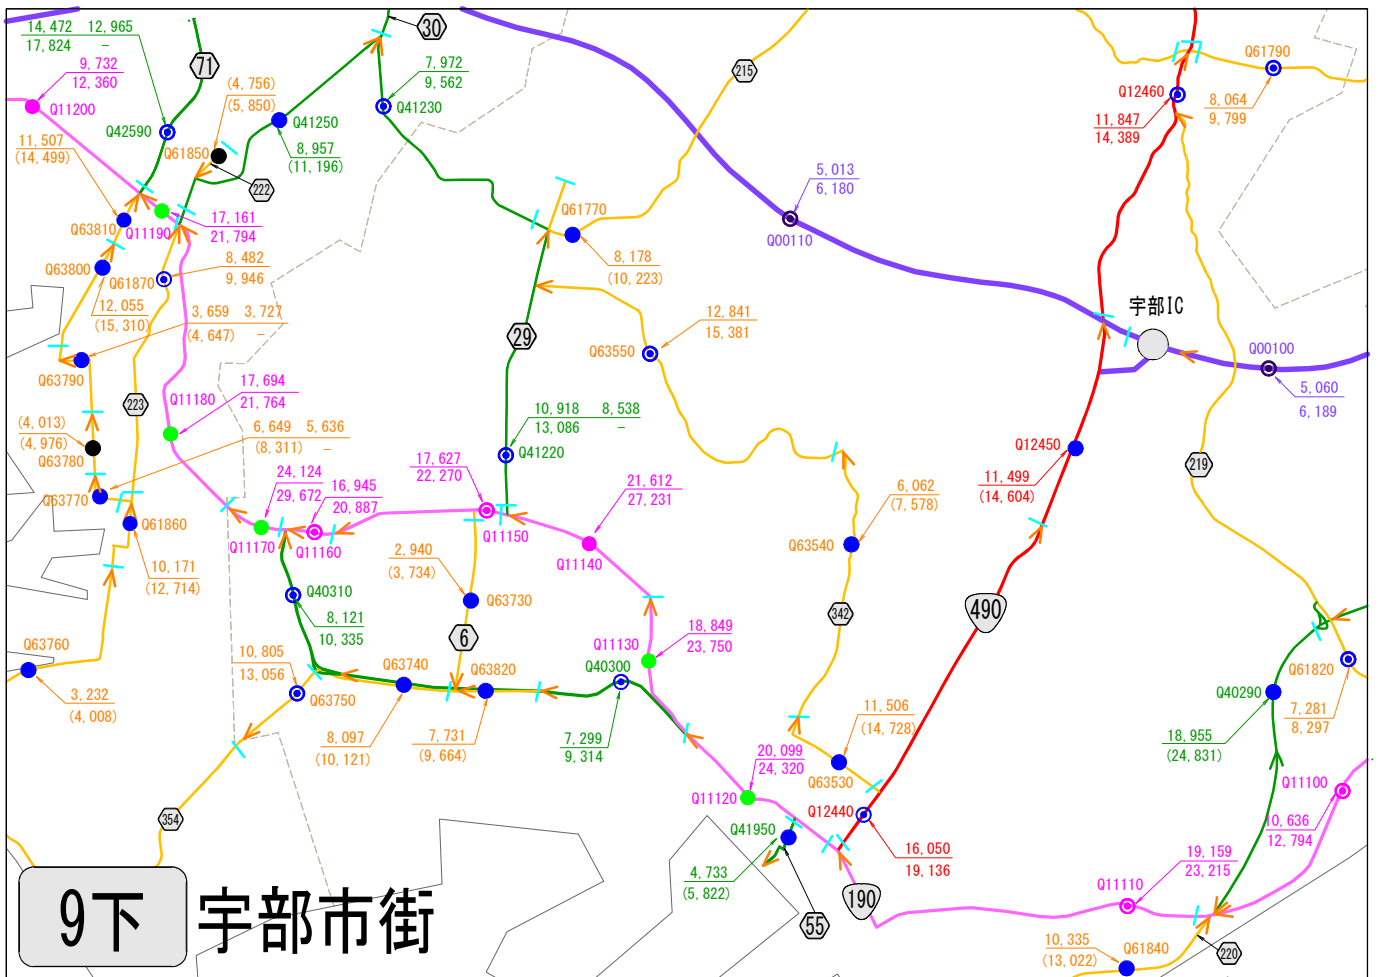 30
14,472 12,965
17,824 －
71
9,732
12,360
Q11200
(4,756)
(5,850)
7,972
9,562
Q41230
215
Q61790
8,064
9,799
Q12460
11,847
14,389
Q42590
Q41250
8,957
(11,196)
11,507
(14,499)
Q61850
222
5,013
6,180
Q00110
Q63810
Q11190
17,161
21,794
Q61770
8,178
(10,223)
Q63800
Q61870
8,482
9,946
12,055
(15,310)
3,659 3,727
(4,647) －
29
12,841
15,381
Q63550
宇部IC
Q00100
5,060
6,189
Q63790
223
Q11180
17,694
21,764
(4,013)
(4,976)
Q63780
6,649 5,636
(8,311) －
10,918 8,538
13,086 －
Q41220
Q12450
11,499
(14,604)
219
Q63770
Q61860
24,124
29,672
16,945
20,887
17,627
22,270
21,612
27,231
6,062
(7,578)
Q11170
Q11160
Q11150
Q11140
Q63540
10,171
(12,714)
2,940
(3,734)
Q63730
Q40310
8,121
10,335
6
342
490
Q63760
3,232
(4,008)
10,805
13,056
Q63750
Q63740
8,097
(10,121)
Q63820
7,731
(9,664)
Q11130
18,849
23,750
Q40300
7,299
9,314
Q61820
7,281
8,297
Q40290
18,955
(24,831)
11,506
(14,728)
Q63530
20,099
24,320
Q11120
Q12440
16,050
19,136
Q11100
10,636
12,794
354
Q41950
4,733
(5,822)
55
190
19,159
23,215
Q11110
10,335
(13,022)
Q61840
220
9下 宇部市街